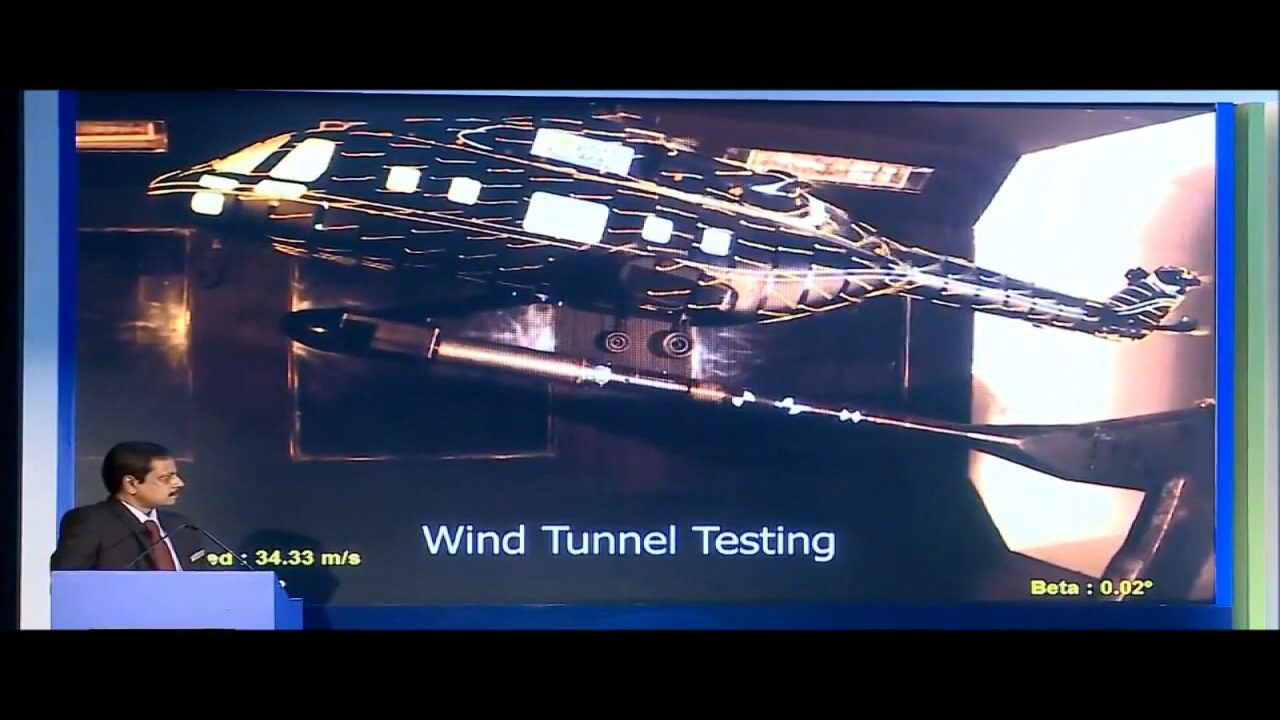 Wind Tunnel Testing
ed : 34.33 m/s
Beta : 0.02°